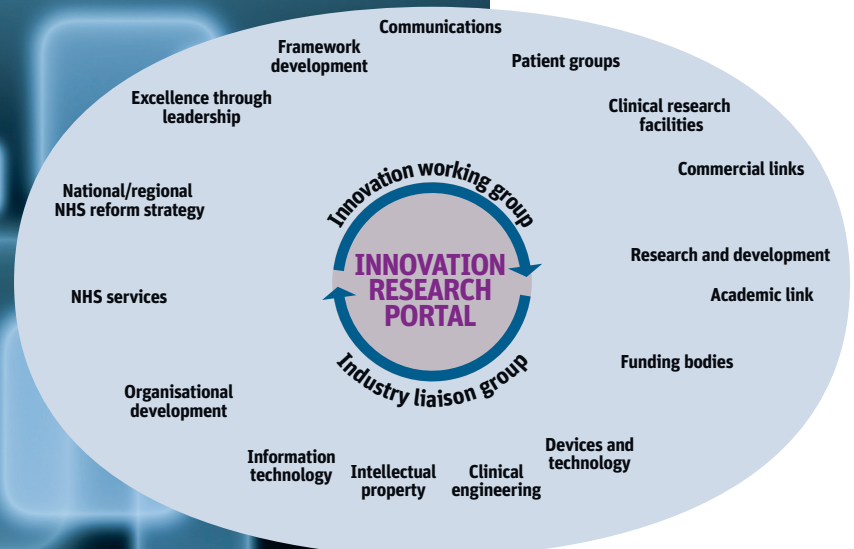 Communications
Framework
development
Patient groups
Excellence through
leadership
Clinical research
facilities
Commercial links
National/regional
NHS reform strategy
Innovation working group
INNOVATION
RESEARCH
PORTAL
Industry liaison group
Research and development
Academic link
NHS services
Funding bodies
Organisational
development
Information
technology
Intellectual
property
Clinical
engineering
Devices and
technology